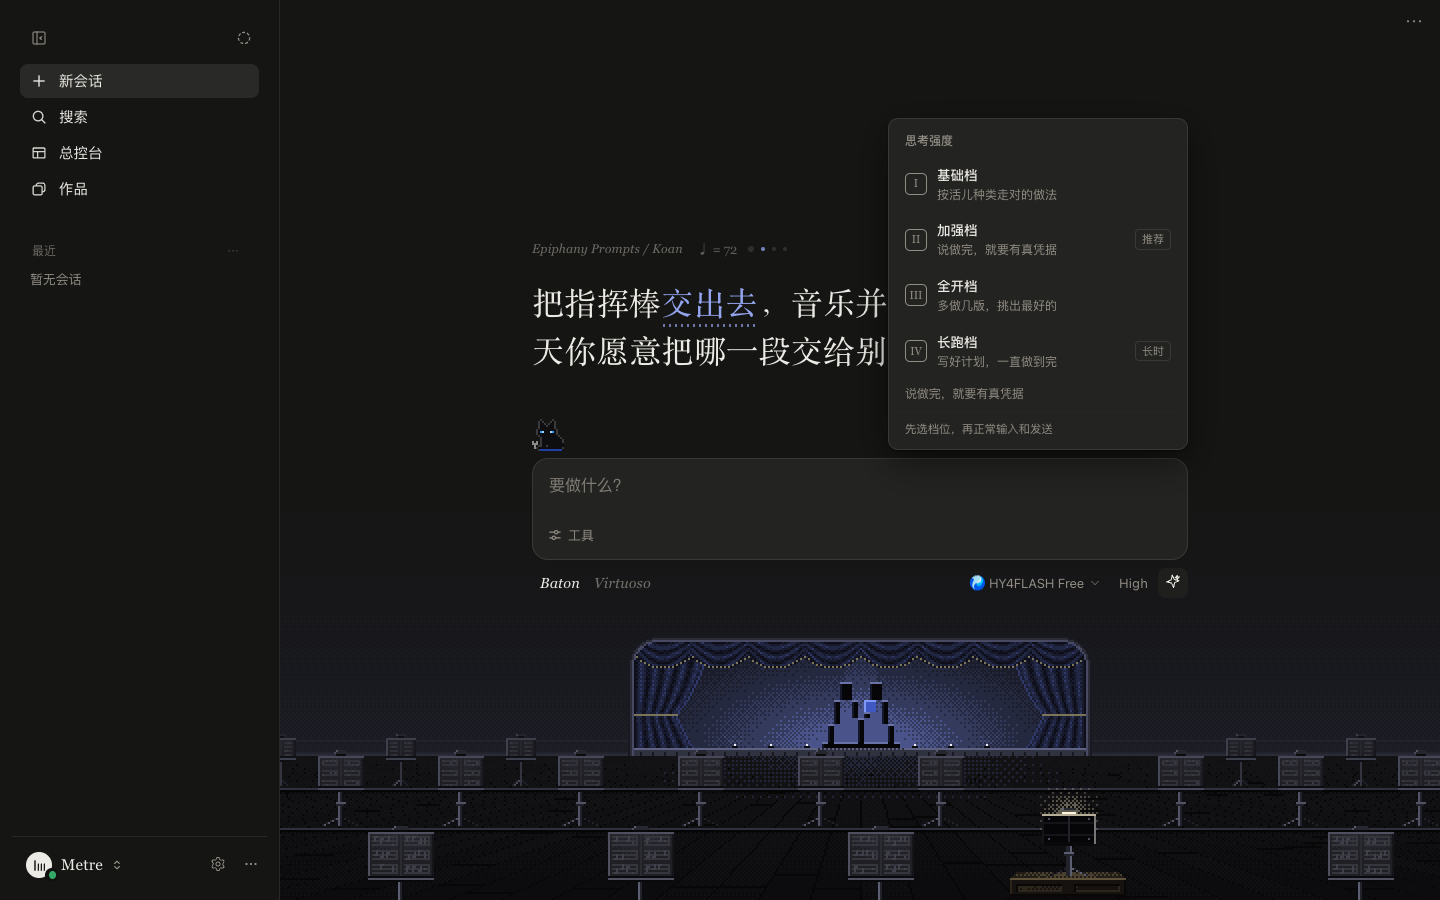 新会话
搜索
总控台
作品
最近
暂无会话
Metre
Epiphany Prompts / Koan ♩ = 72
把指挥棒交出去，音乐并
天你愿意把哪一段交给别
思考强度
I 基础档
按活儿种类走对的做法
II 加强档
说做完，就要有真凭据
推荐
III 全开档
多做几版，挑出最好的
IV 长跑档
写好计划，一直做到完
长时
说做完，就要有真凭据
先选档位，再正常输入和发送
要做什么？
工具
Baton Virtuoso
HY4FLASH Free High